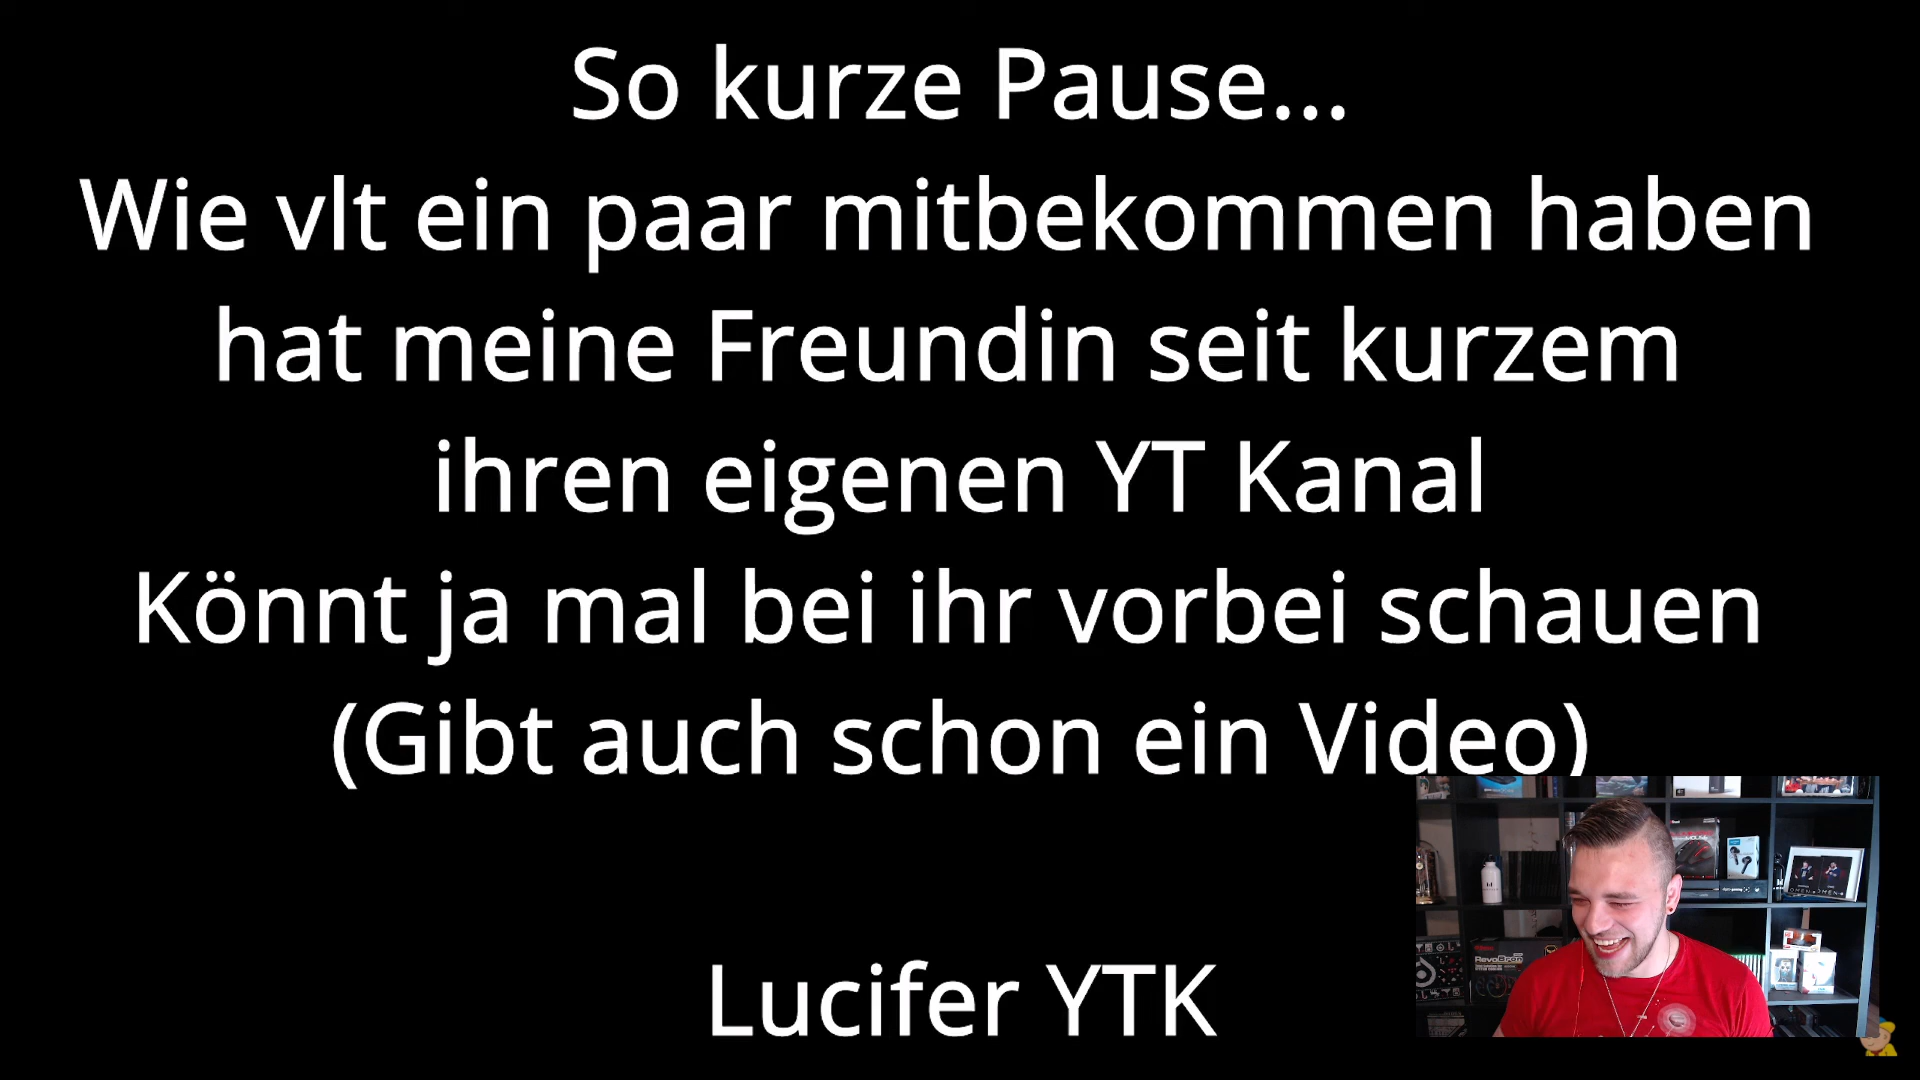 So kurze Pause...
Wie vlt ein paar mitbekommen haben
hat meine Freundin seit kurzem
ihren eigenen YT Kanal
Könnt ja mal bei ihr vorbei schauen
(Gibt auch schon ein Video)
RevoBron
Lucifer YTK